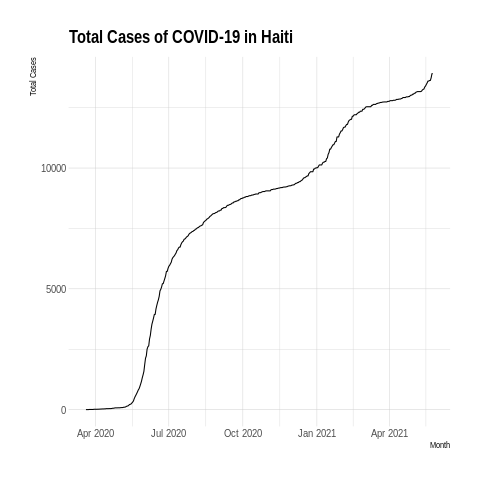 Total Cases of COVID-19 in Haiti
Total Cases
10000
5000
0
Apr 2020 Jul 2020 Oct 2020 Jan 2021 Apr 2021
Month